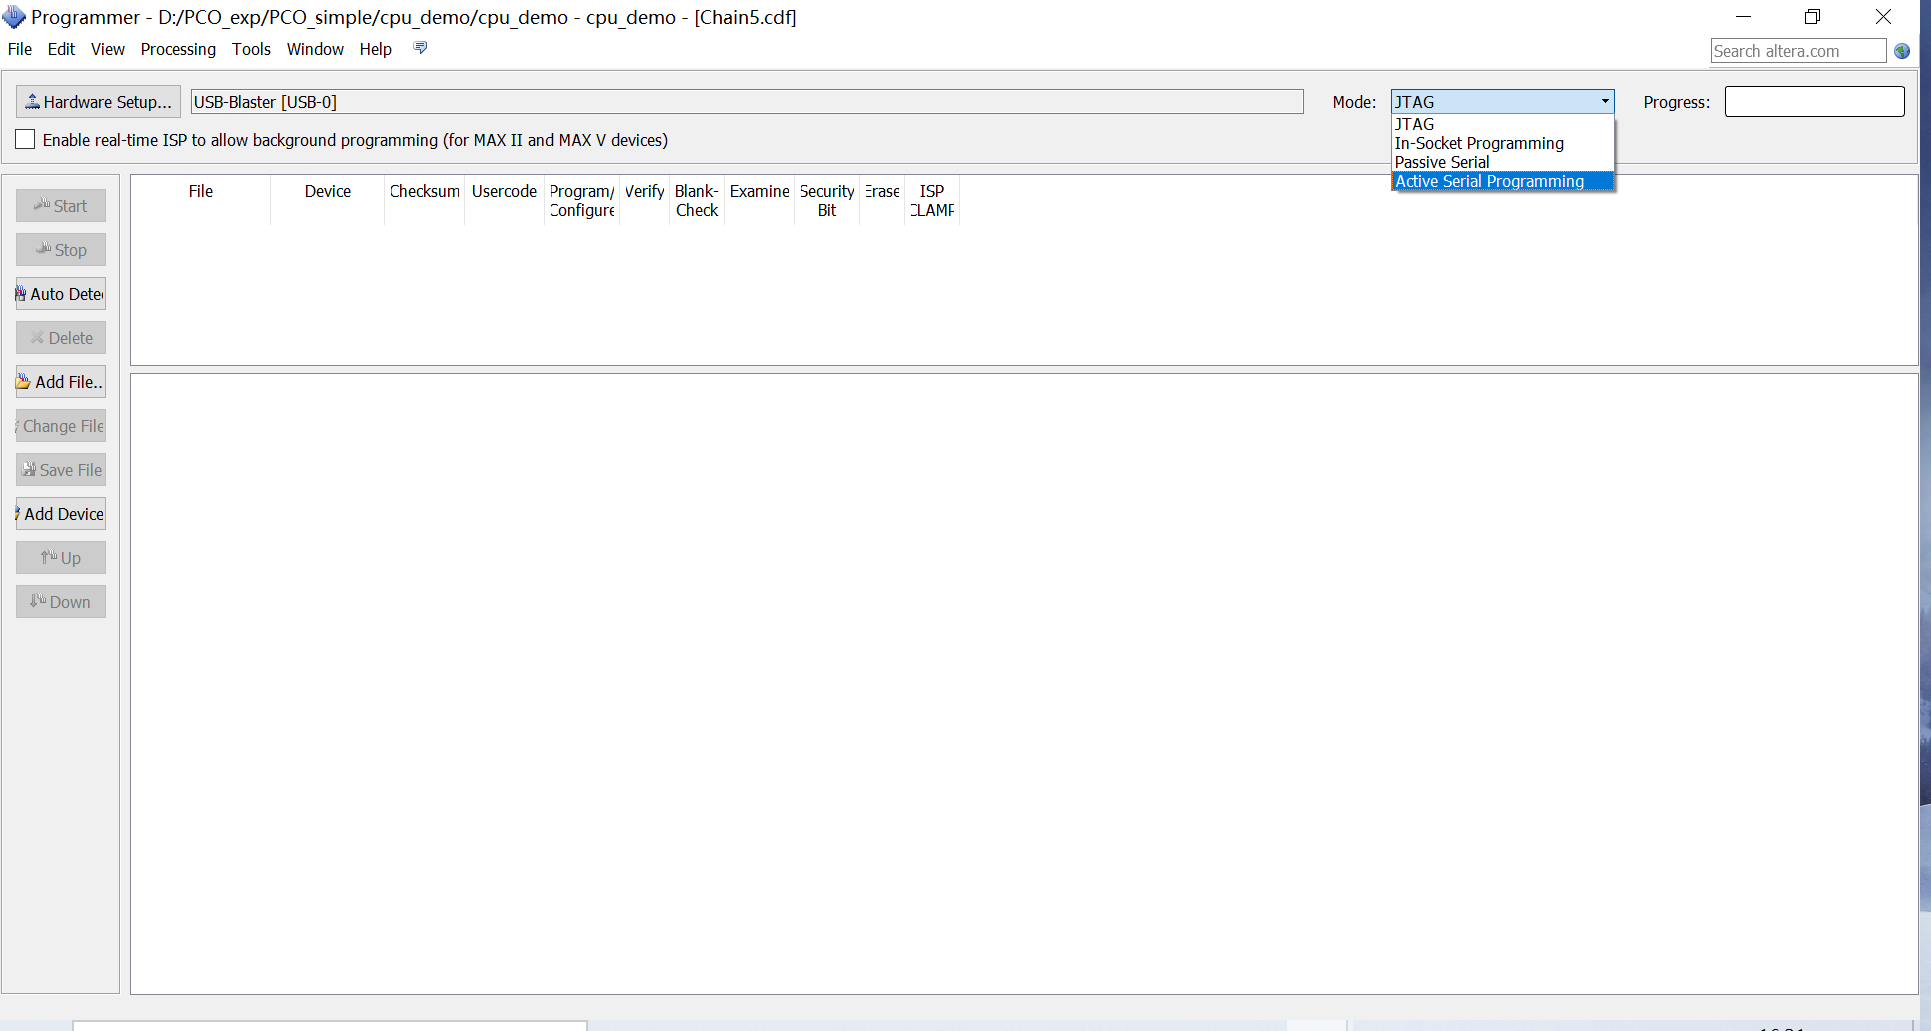 Programmer - D:/PCO_exp/PCO_simple/cpu_demo/cpu_demo - cpu_demo - [Chain5.cdf]
File Edit View Processing Tools Window Help
Search altera.com
Hardware Setup... USB-Blaster [USB-0] Mode: JTAG Progress:
Enable real-time ISP to allow background programming (for MAX II and MAX V devices)
JTAG
In-Socket Programming
Passive Serial
Active Serial Programming
File Device Checksum Usercode Program/ Verify Blank- Examine Security Erase ISP
Configure Check Bit CLAMP
Start
Stop
Auto Dete
Delete
Add File..
Change File
Save File
Add Device
Up
Down